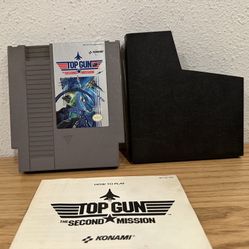 KONAMI
TOP GUN
THE SECOND MISSION
HOW TO PLAY
TOP GUN
THE SECOND MISSION
KONAMI